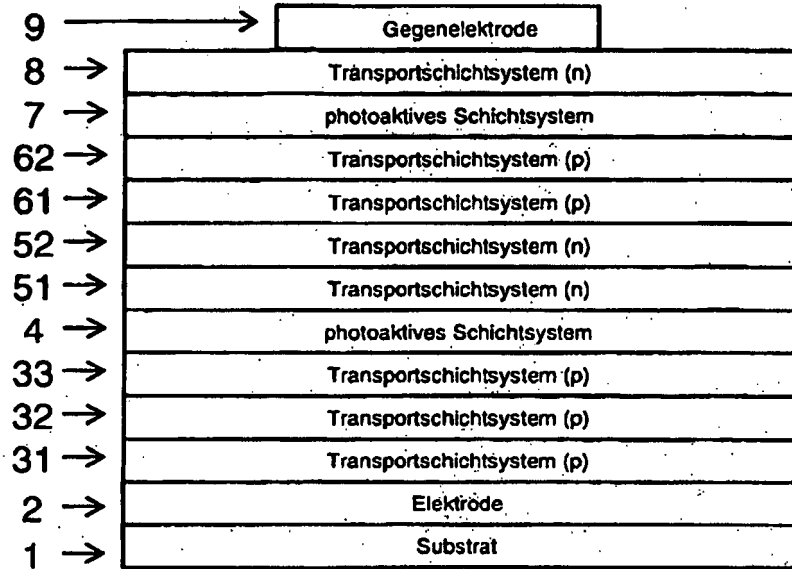 9 Gegenelektrode
8 Transportschichtsystem (n)
7 photoaktives Schichtsystem
62 Transportschichtsystem (p)
61 Transportschichtsystem (p)
52 Transportschichtsystem (n)
51 Transportschichtsystem (n)
4 photoaktives Schichtsystem
33 Transportschichtsystem (p)
32 Transportschichtsystem (p)
31 Transportschichtsystem (p)
2 Elektrode
1 Substrat